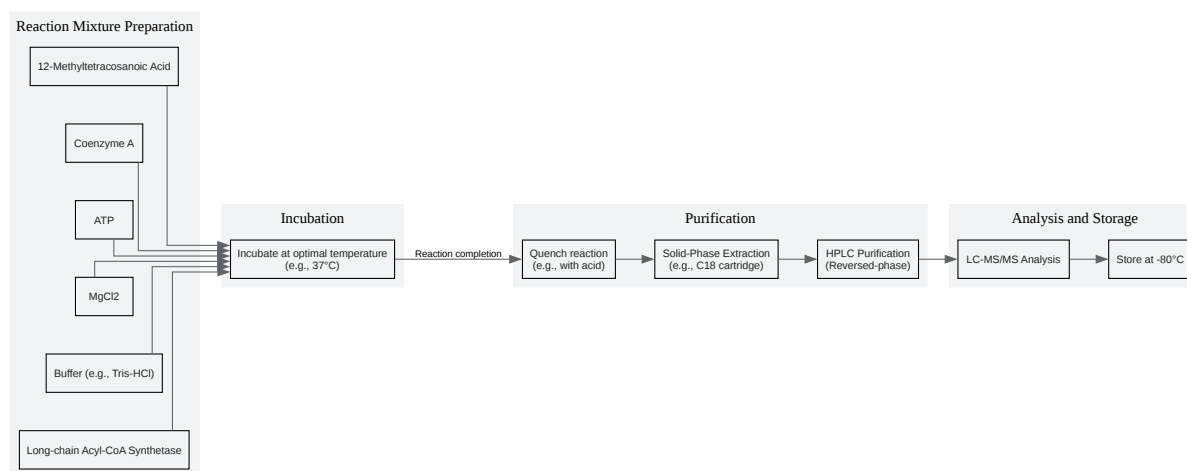 Reaction Mixture Preparation
12-Methyltetracosanoic Acid
Coenzyme A
ATP
MgCl2
Buffer (e.g., Tris-HCl)
Long-chain Acyl-CoA Synthetase
Incubation
Incubate at optimal temperature
(e.g., 37°C)
Reaction completion
Purification
Quench reaction
(e.g., with acid)
Solid-Phase Extraction
(e.g., C18 cartridge)
HPLC Purification
(Reversed-phase)
Analysis and Storage
LC-MS/MS Analysis
Store at -80°C